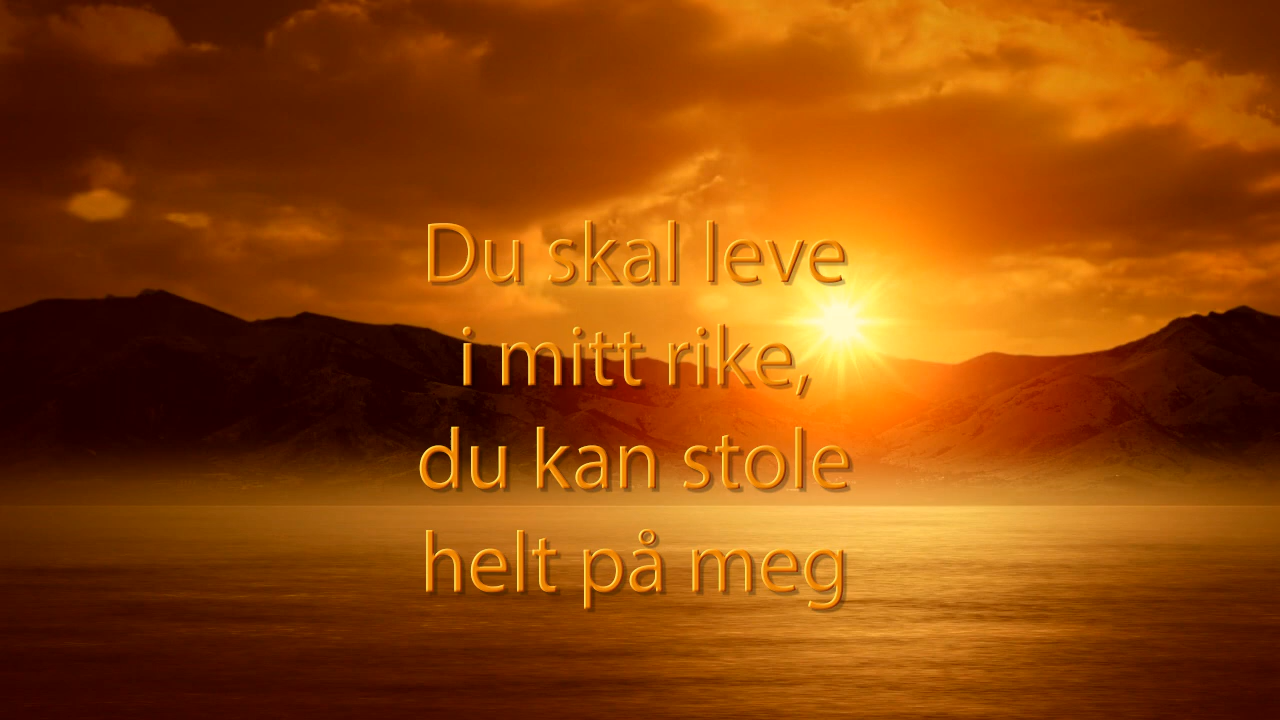 Du skal leve
i mitt rike,
du kan stole
helt på meg